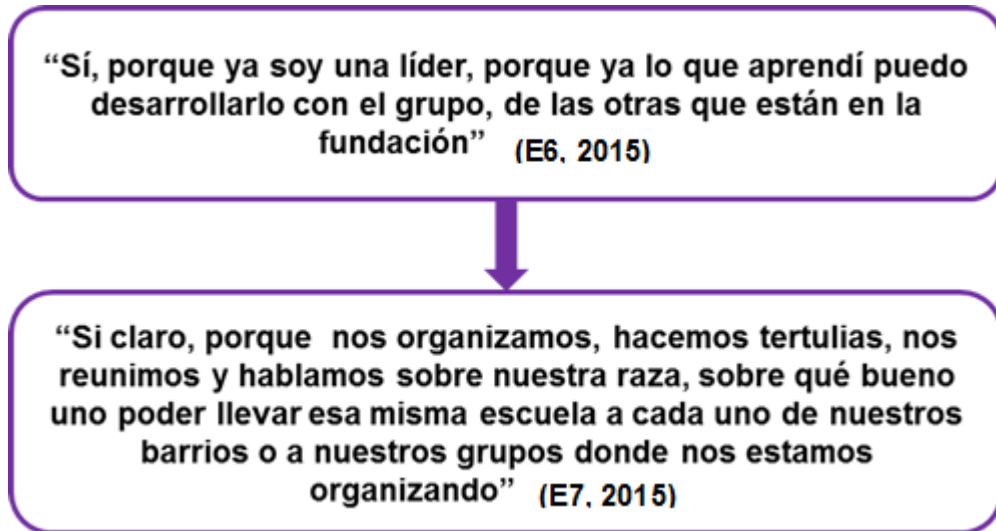 “Sí, porque ya soy una líder, porque ya lo que aprendí puedo
desarrollarlo con el grupo, de las otras que están en la
fundación” (E6, 2015)
“Si claro, porque nos organizamos, hacemos tertulias, nos
reunimos y hablamos sobre nuestra raza, sobre qué bueno
uno poder llevar esa misma escuela a cada uno de nuestros
barrios o a nuestros grupos donde nos estamos
organizando” (E7, 2015)